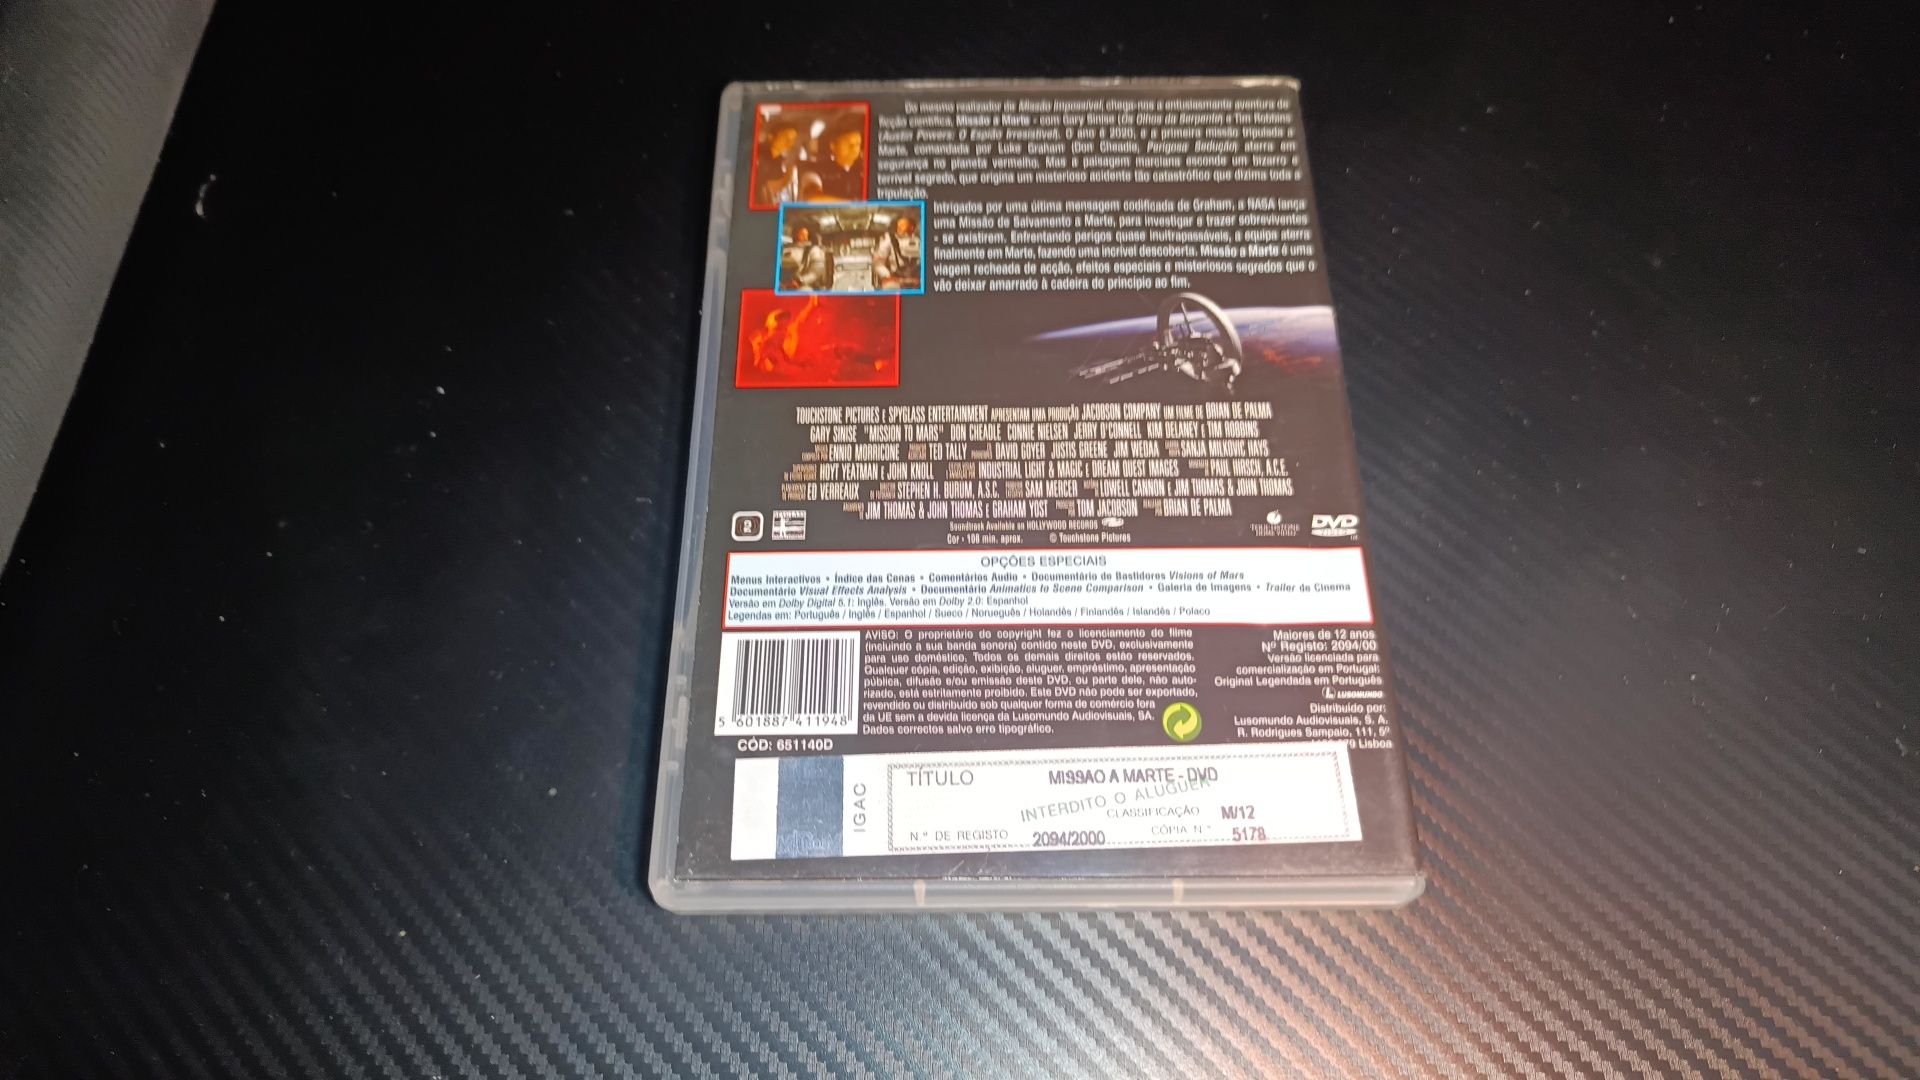 Do mesmo realizador de Missão Impossível, chega-nos a entusiasmante aventura de
ficção científica, Missão a Marte - com Gary Sinise (Os Olhos da Serpente) e Tim Robbins
(Austin Powers: O Espião Irresistível). O ano é 2020, e a primeira missão tripulada a
Marte, comandada por Luke Graham (Don Cheadle, Perigosa Sedução) aterra em
segurança no planeta vermelho. Mas a paisagem marciana esconde um bizarro e
terrível segredo, que origina um misterioso acidente tão catastrófico que dizima toda a
tripulação.
Intrigados por uma última mensagem codificada de Graham, a NASA lança
uma Missão de Salvamento a Marte, para investigar e trazer sobreviventes
- se existirem. Enfrentando perigos quase inultrapassáveis, a equipa aterra
finalmente em Marte, fazendo uma incrível descoberta. Missão a Marte é uma
viagem recheada de acção, efeitos especiais e misteriosos segredos que o
vão deixar amarrado à cadeira do princípio ao fim.
TOUCHSTONE PICTURES E SPYGLASS ENTERTAINMENT APRESENTAM UMA PRODUÇÃO JACOBSON COMPANY UM FILME DE BRIAN DE PALMA
GARY SINISE "MISSION TO MARS" DON CHEADLE CONNIE NIELSEN JERRY O'CONNELL KIM DELANEY E TIM ROBBINS
ENNIO MORRICONE TED TALLY DAVID GOYER JUSTIS GREENE JIM WEDAA SANJA MILKOVIC HAYS
HOYT YEATMAN E JOHN KNOLL INDUSTRIAL LIGHT & MAGIC E DREAM QUEST IMAGES PAUL HIRSCH, A.C.E.
ED VERREAUX STEPHEN H. BURUM, A.S.C. SAM MERCER LOWELL CANNON E JIM THOMAS & JOHN THOMAS
JIM THOMAS & JOHN THOMAS E GRAHAM YOST TOM JACOBSON BRIAN DE PALMA
Soundtrack Available on HOLLYWOOD RECORDS
2
Cor - 108 min. aprox. © Touchstone Pictures
TOUCHSTONE
HOME VIDEO
DVD
VIDEO
OPÇÕES ESPECIAIS
Menus Interactivos • Índice das Cenas • Comentários Audio • Documentário de Bastidores Visions of Mars
Documentário Visual Effects Analysis • Documentário Animatics to Scene Comparison • Galeria de Imagens • Trailer de Cinema
Versão em Dolby Digital 5.1: Inglês. Versão em Dolby 2.0: Espanhol
Legendas em: Português / Inglês / Espanhol / Sueco / Norueguês / Holandês / Finlandês / Islandês / Polaco
AVISO: O proprietário do copyright fez o licenciamento do filme
(incluindo a sua banda sonora) contido neste DVD, exclusivamente
para uso doméstico. Todos os demais direitos estão reservados.
Qualquer cópia, edição, exibição, aluguer, empréstimo, apresentação
pública, difusão e/ou emissão deste DVD, ou parte dele, não auto-
rizado, está estritamente proibido. Este DVD não pode ser exportado,
revendido ou distribuído sob qualquer forma de comércio fora
da UE sem a devida licença da Lusomundo Audiovisuais, SA.
Dados correctos salvo erro tipográfico.
Maiores de 12 anos
Nº Registo: 2094/00
Versão licenciada para
comercialização em Portugal:
Original Legendada em Português
LUSOMUNDO
Distribuído por:
Lusomundo Audiovisuais, S. A.
R. Rodrigues Sampaio, 111, 5º
Lisboa
5 601887 411948
CÓD: 651140D
IGAC
TÍTULO MISSAO A MARTE - DVD
INTERDITO O ALUGUER
CLASSIFICAÇÃO M/12
N.º DE REGISTO 2094/2000 CÓPIA N.º 5178